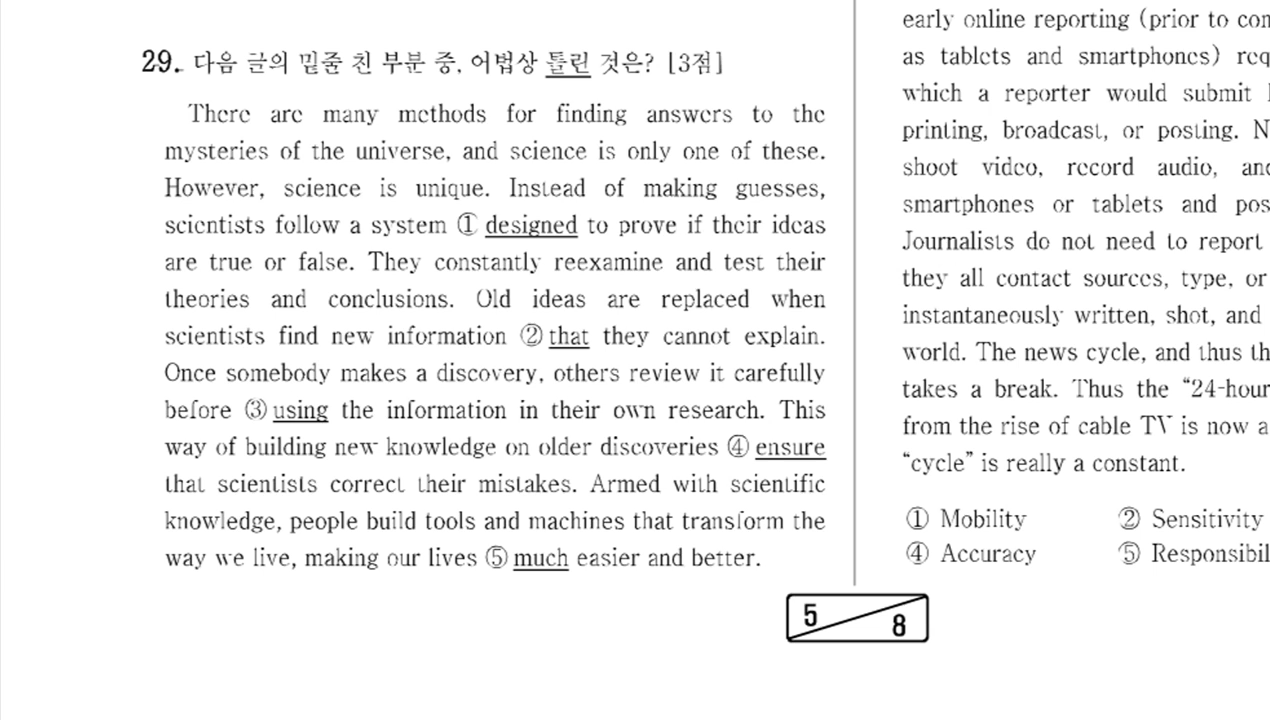 29. 다음 글의 밑줄 친 부분 중, 어법상 틀린 것은? [3점]
There are many methods for finding answers to the
mysteries of the universe, and science is only one of these.
However, science is unique. Instead of making guesses,
scientists follow a system ① designed to prove if their ideas
are true or false. They constantly reexamine and test their
theories and conclusions. Old ideas are replaced when
scientists find new information ② that they cannot explain.
Once somebody makes a discovery, others review it carefully
before ③ using the information in their own research. This
way of building new knowledge on older discoveries ④ ensure
that scientists correct their mistakes. Armed with scientific
knowledge, people build tools and machines that transform the
way we live, making our lives ⑤ much easier and better.
5
8
early online reporting (prior to
as tablets and smartphones)
which a reporter would submit
printing, broadcast, or posting.
shoot video, record audio,
smartphones or tablets and
Journalists do not need to report
they all contact sources, type, or
instantaneously written, shot, and
world. The news cycle, and thus
takes a break. Thus the “24-hour
from the rise of cable TV is now a
“cycle” is really a constant.
① Mobility ② Sensitivity
④ Accuracy ⑤